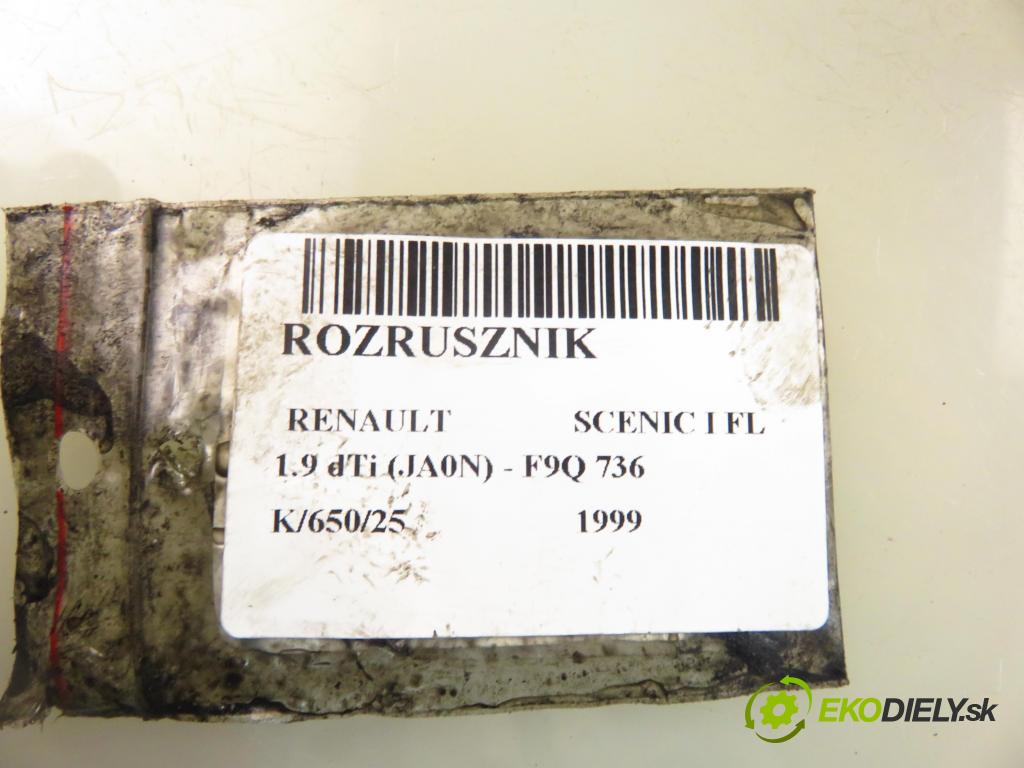 ROZRUSZNIK
RENAULT SCENIC I FL
1.9 dTi (JA0N) - F9Q 736
K/650/25 1999
EKODIELY.sk